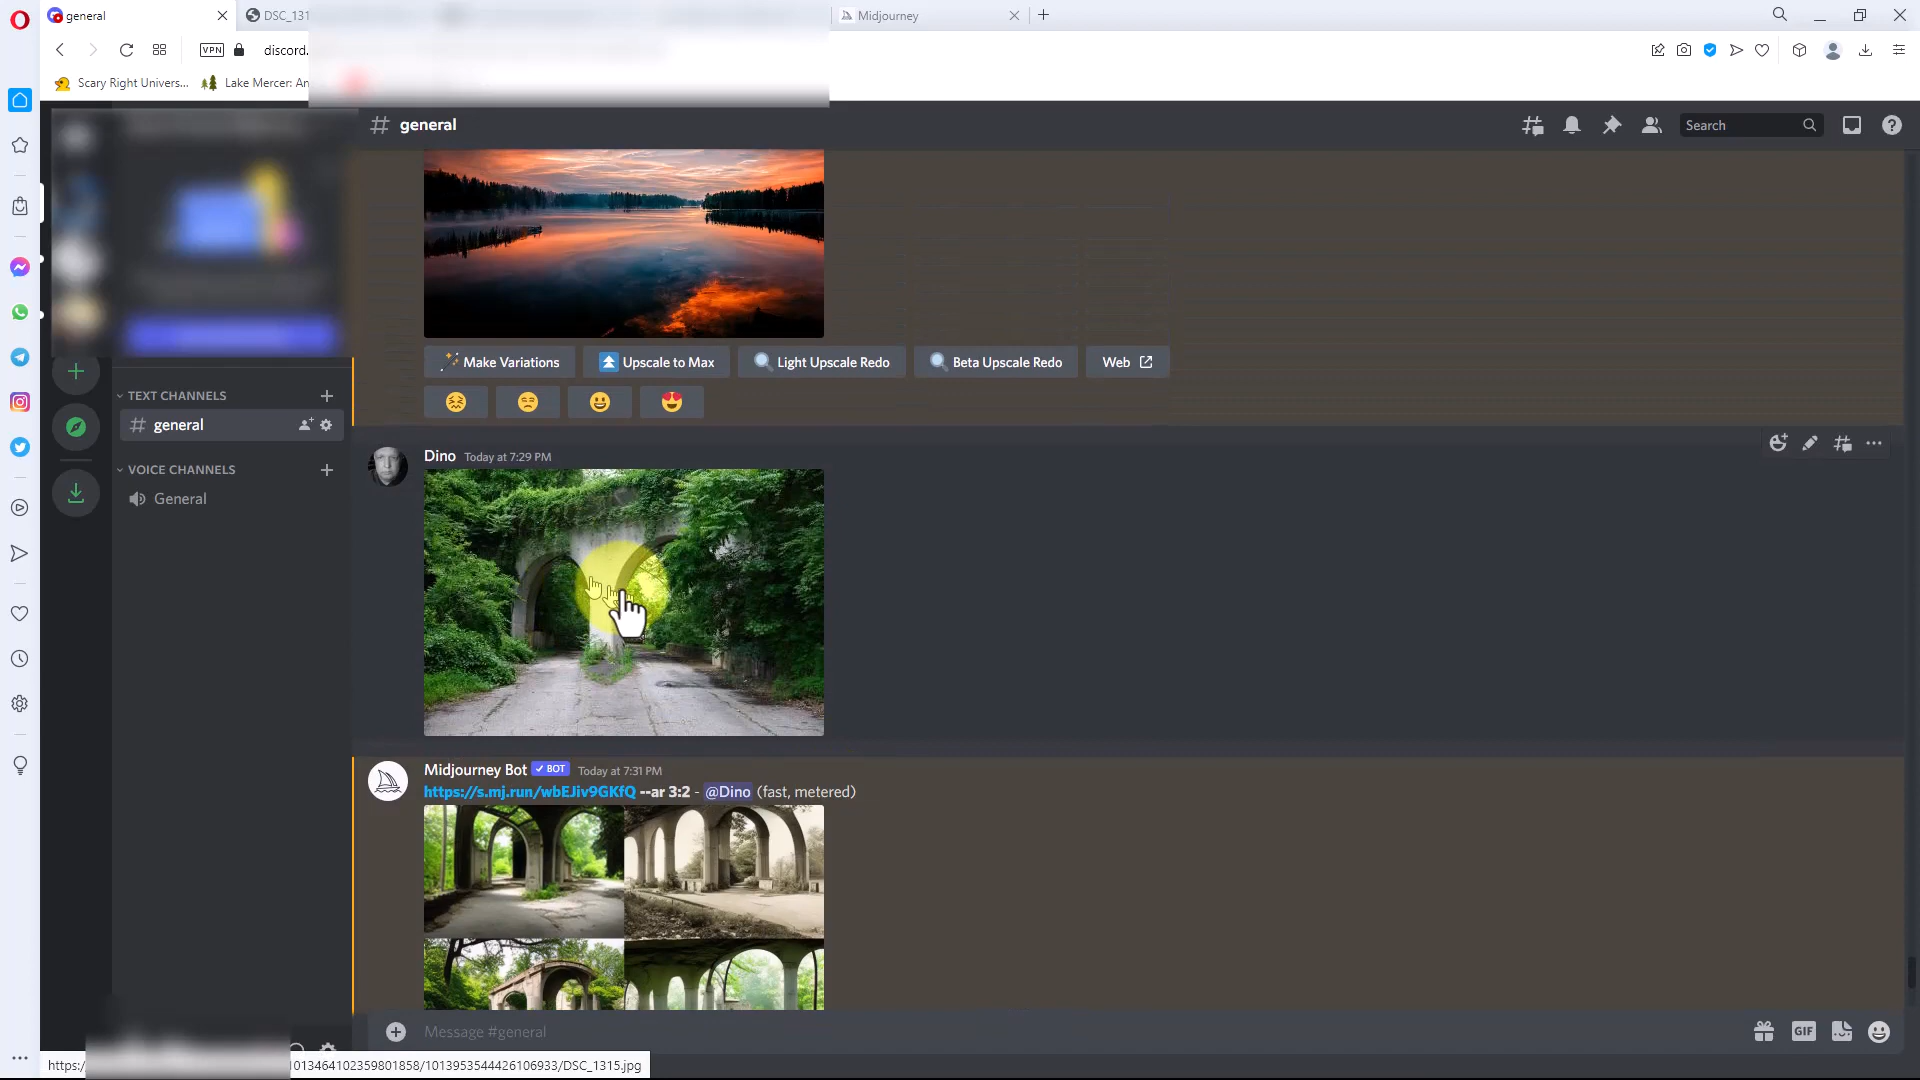 general
DSC_131
Midjourney
VPN
discord.
Scary Right Univers...
Lake Mercer: An
general
Search
Make Variations
Upscale to Max
Light Upscale Redo
Beta Upscale Redo
Web
TEXT CHANNELS
general
VOICE CHANNELS
General
Dino Today at 7:29 PM
Midjourney Bot ✓ BOT Today at 7:31 PM
https://s.mj.run/wbEJiv9GKfQ --ar 3:2 - @Dino (fast, metered)
Message #general
GIF
https:/ 1013464102359801858/1013953544426106933/DSC_1315.jpg